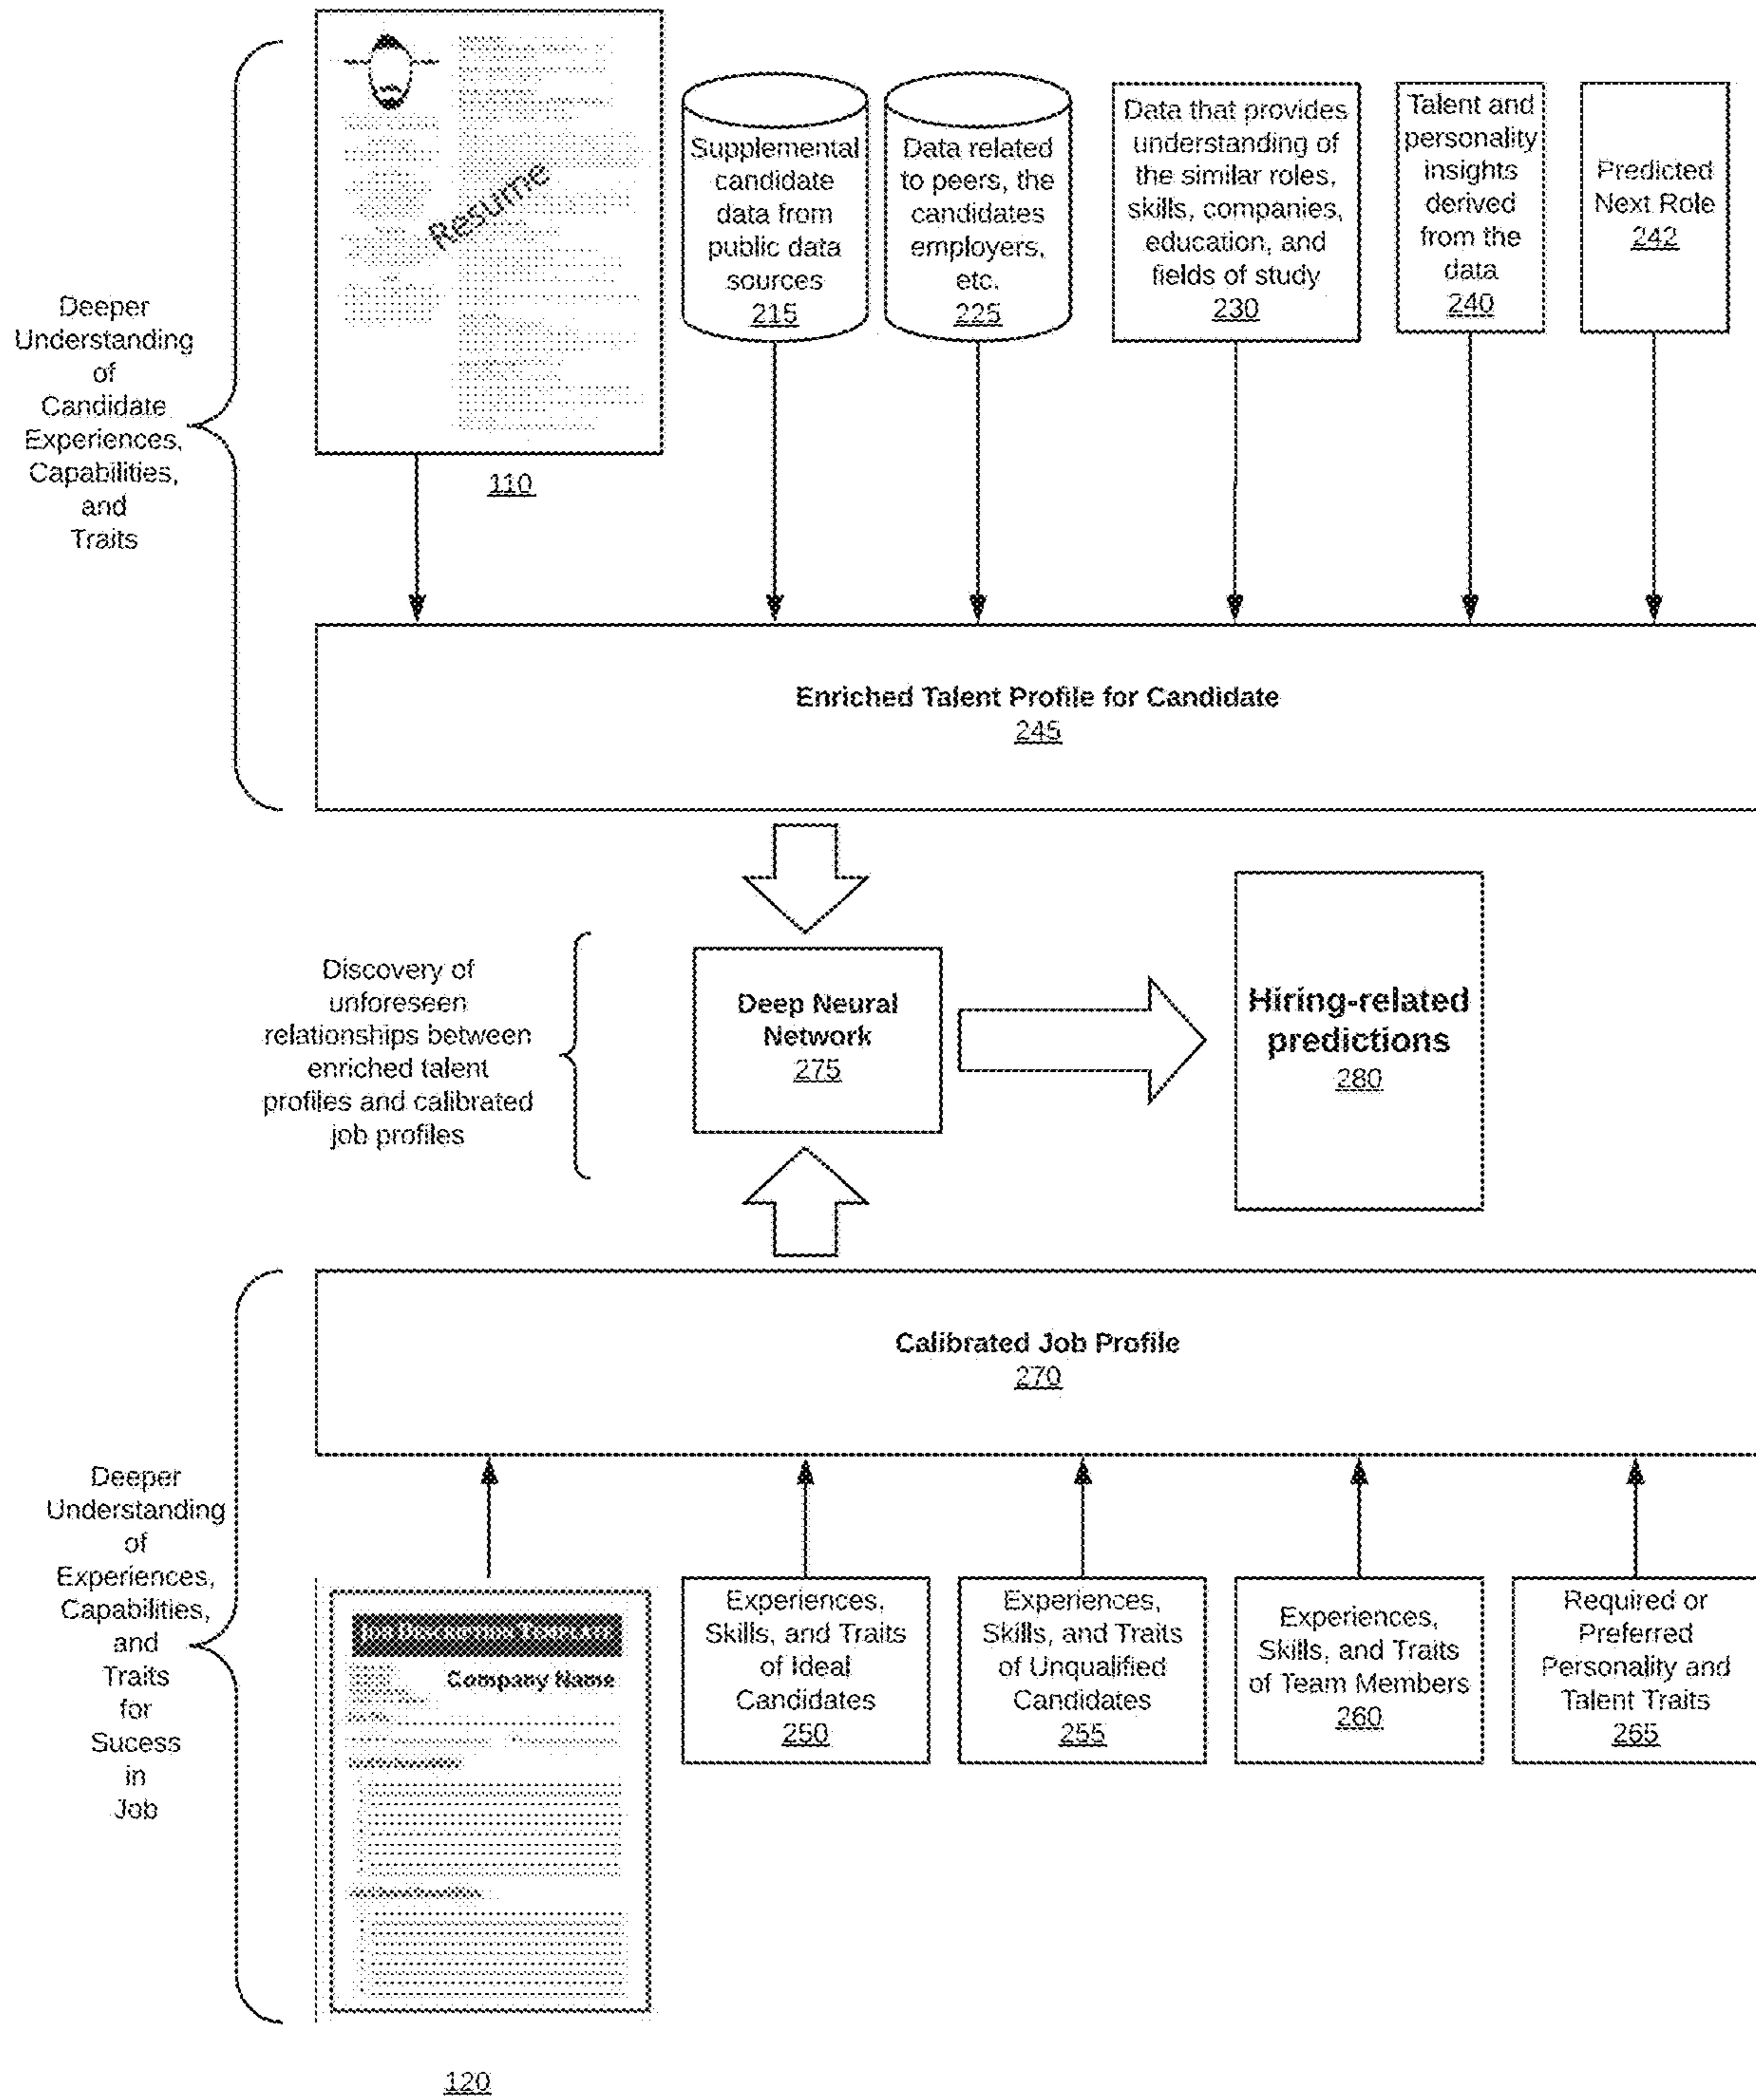 Resume
110
Supplemental
candidate
data from
public data
sources
215
Data related
to peers, the
candidates
employers,
etc.
225
Data that provides
understanding of
the similar roles,
skills, companies,
education, and
fields of study
230
Talent and
personality
insights
derived
from the
data
240
Predicted
Next Role
242
Deeper
Understanding
of
Candidate
Experiences,
Capabilities,
and
Traits
Enriched Talent Profile for Candidate
245
Discovery of
unforeseen
relationships between
enriched talent
profiles and calibrated
job profiles
Deep Neural
Network
275
Hiring-related
predictions
280
Calibrated Job Profile
270
Deeper
Understanding
of
Experiences,
Capabilities,
and
Traits
for
Sucess
in
Job
JOB DESCRIPTION TEMPLATE
Company Name
120
Experiences,
Skills, and Traits
of Ideal
Candidates
250
Experiences,
Skills, and Traits
of Unqualified
Candidates
255
Experiences,
Skills, and Traits
of Team Members
260
Required or
Preferred
Personality and
Talent Traits
265